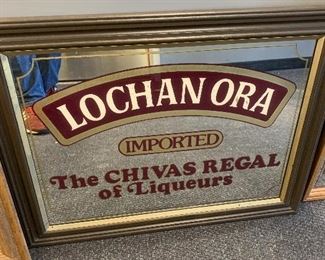 LOCHAN ORA
IMPORTED
The CHIVAS REGAL
of Liqueurs